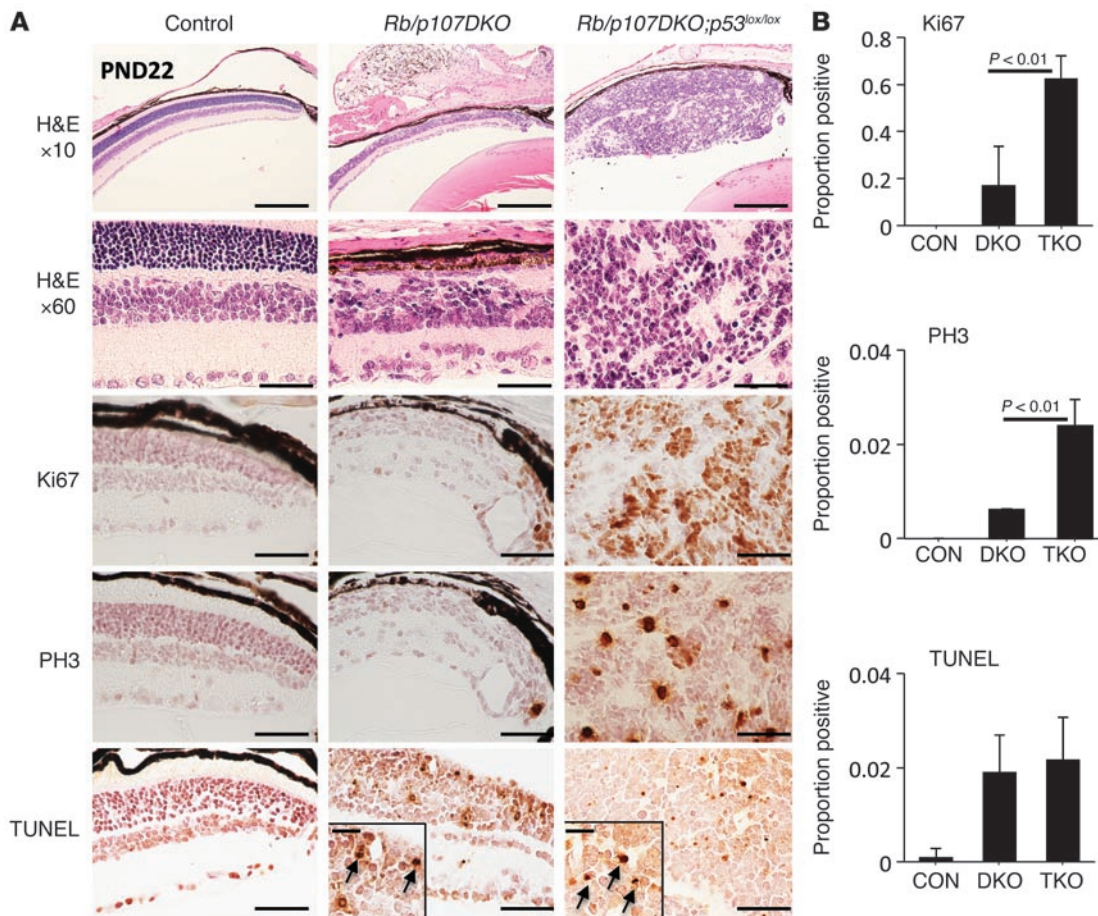 A
Control
Rb/p107DKO
Rb/p107DKO;p53lox/lox
PND22
H&E
×10
H&E
×60
Ki67
PH3
TUNEL
B
Ki67
Proportion positive
0.8
0.6
0.4
0.2
0
P < 0.01
CON DKO TKO
PH3
Proportion positive
0.04
0.02
0
P < 0.01
CON DKO TKO
TUNEL
Proportion positive
0.04
0.02
0
CON DKO TKO